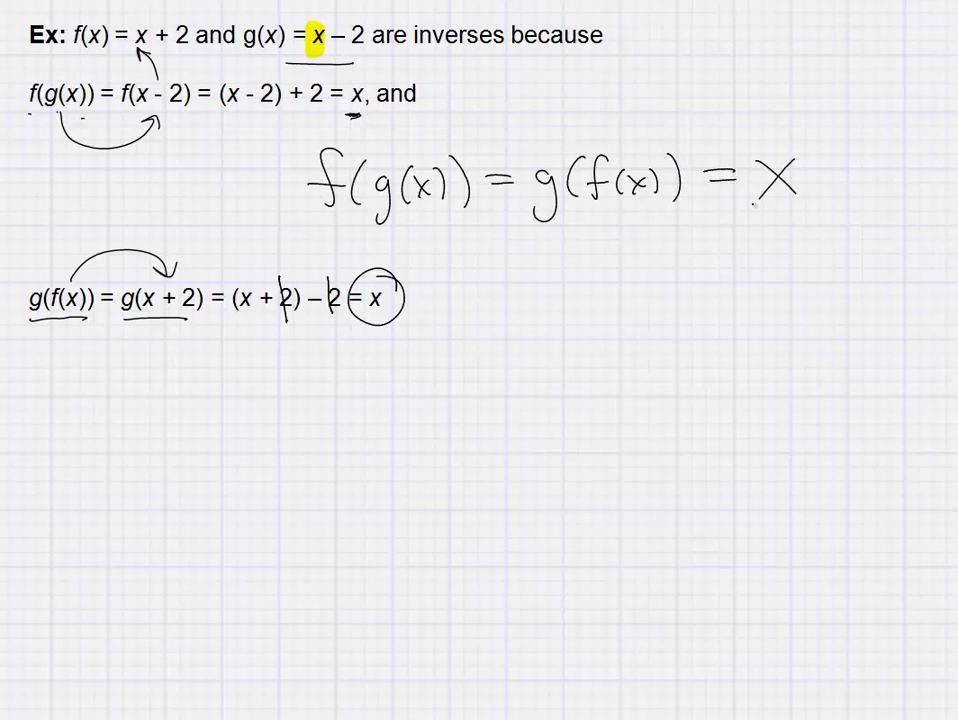 Ex: f(x) = x + 2 and g(x) = x – 2 are inverses because
f(g(x)) = f(x - 2) = (x - 2) + 2 = x, and
f(g(x)) = g(f(x)) = x
g(f(x)) = g(x + 2) = (x + 2) – 2 = x